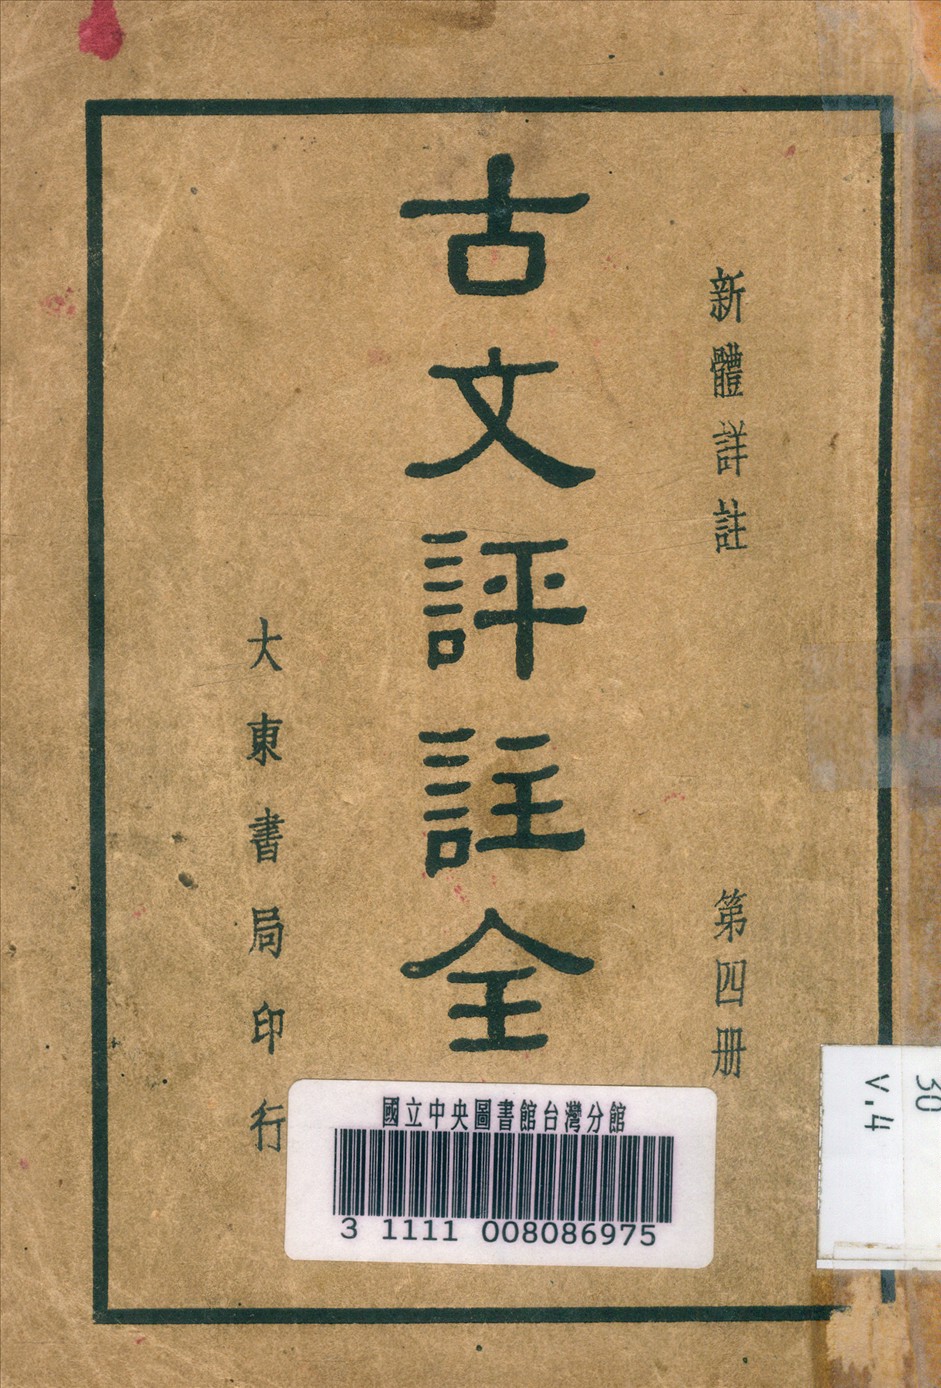 新體詳註 第四册
古文評註全
大東書局印行
國立中央圖書館台灣分館
3 1111 008086975
30
v.4